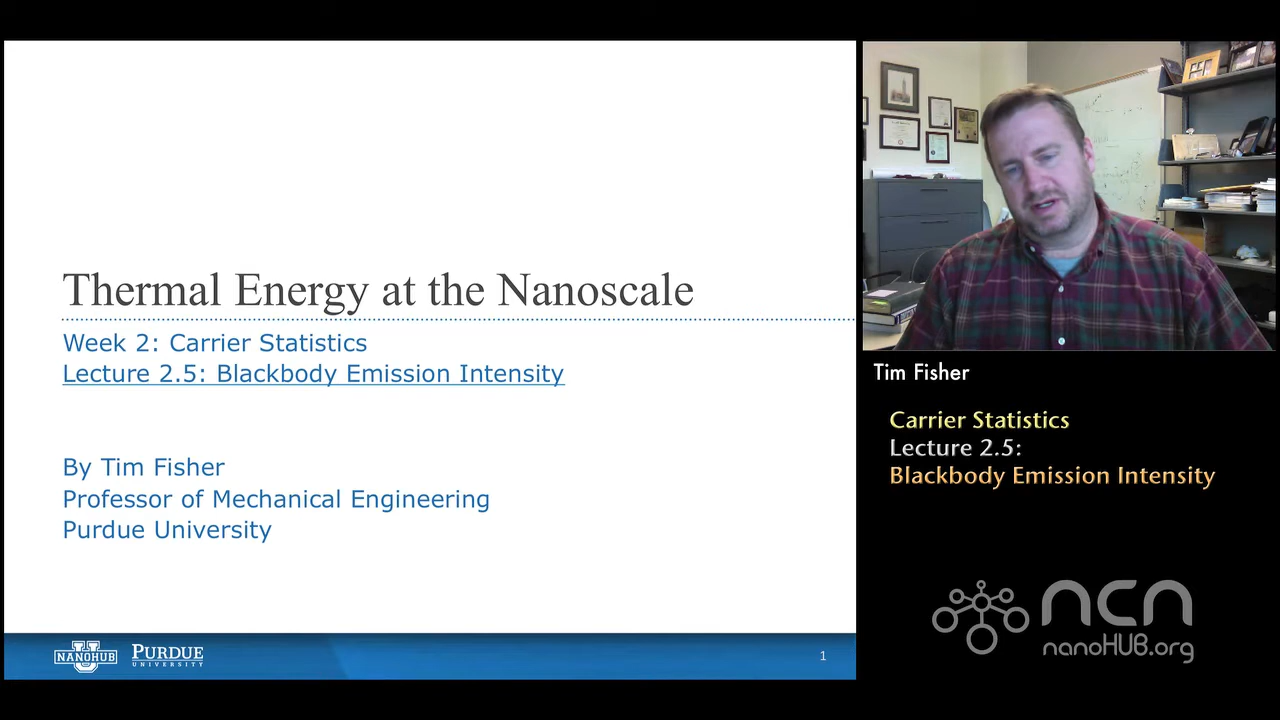 Thermal Energy at the Nanoscale
Week 2: Carrier Statistics
Lecture 2.5: Blackbody Emission Intensity
By Tim Fisher
Professor of Mechanical Engineering
Purdue University
NANOHUB
U
PURDUE
UNIVERSITY
1
Tim Fisher
Carrier Statistics
Lecture 2.5:
Blackbody Emission Intensity
ncn
nanoHUB.org